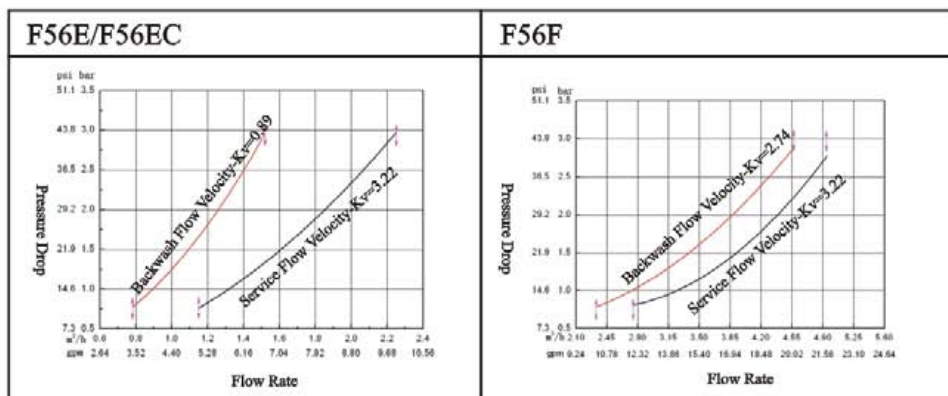 F56E/F56EC
psi bar
51.1 3.5
43.8 3.0
36.5 2.5
29.2 2.0
21.9 1.5
14.6 1.0
7.3 0.5
Pressure Drop
Backwash Flow Velocity-Kv=0.89
Service Flow Velocity-Kv=3.22
m³/h 1.0 1.2 1.4 1.6 1.8 2.0 2.2 2.4
gpm 2.64 3.52 4.40 5.28 6.16 7.04 7.92 8.80 9.68 10.56
Flow Rate
F56F
psi bar
51.1 3.5
43.8 3.0
36.5 2.5
29.2 2.0
21.9 1.5
14.6 1.0
7.3 0.5
Pressure Drop
Backwash Flow Velocity-Kv=2.74
Service Flow Velocity-Kv=3.22
m³/h 2.10 2.45 2.80 3.15 3.50 3.85 4.20 4.55 4.90 5.25 5.60
gpm 9.24 10.78 12.32 13.86 15.40 16.94 18.48 20.02 21.56 23.10 24.64
Flow Rate